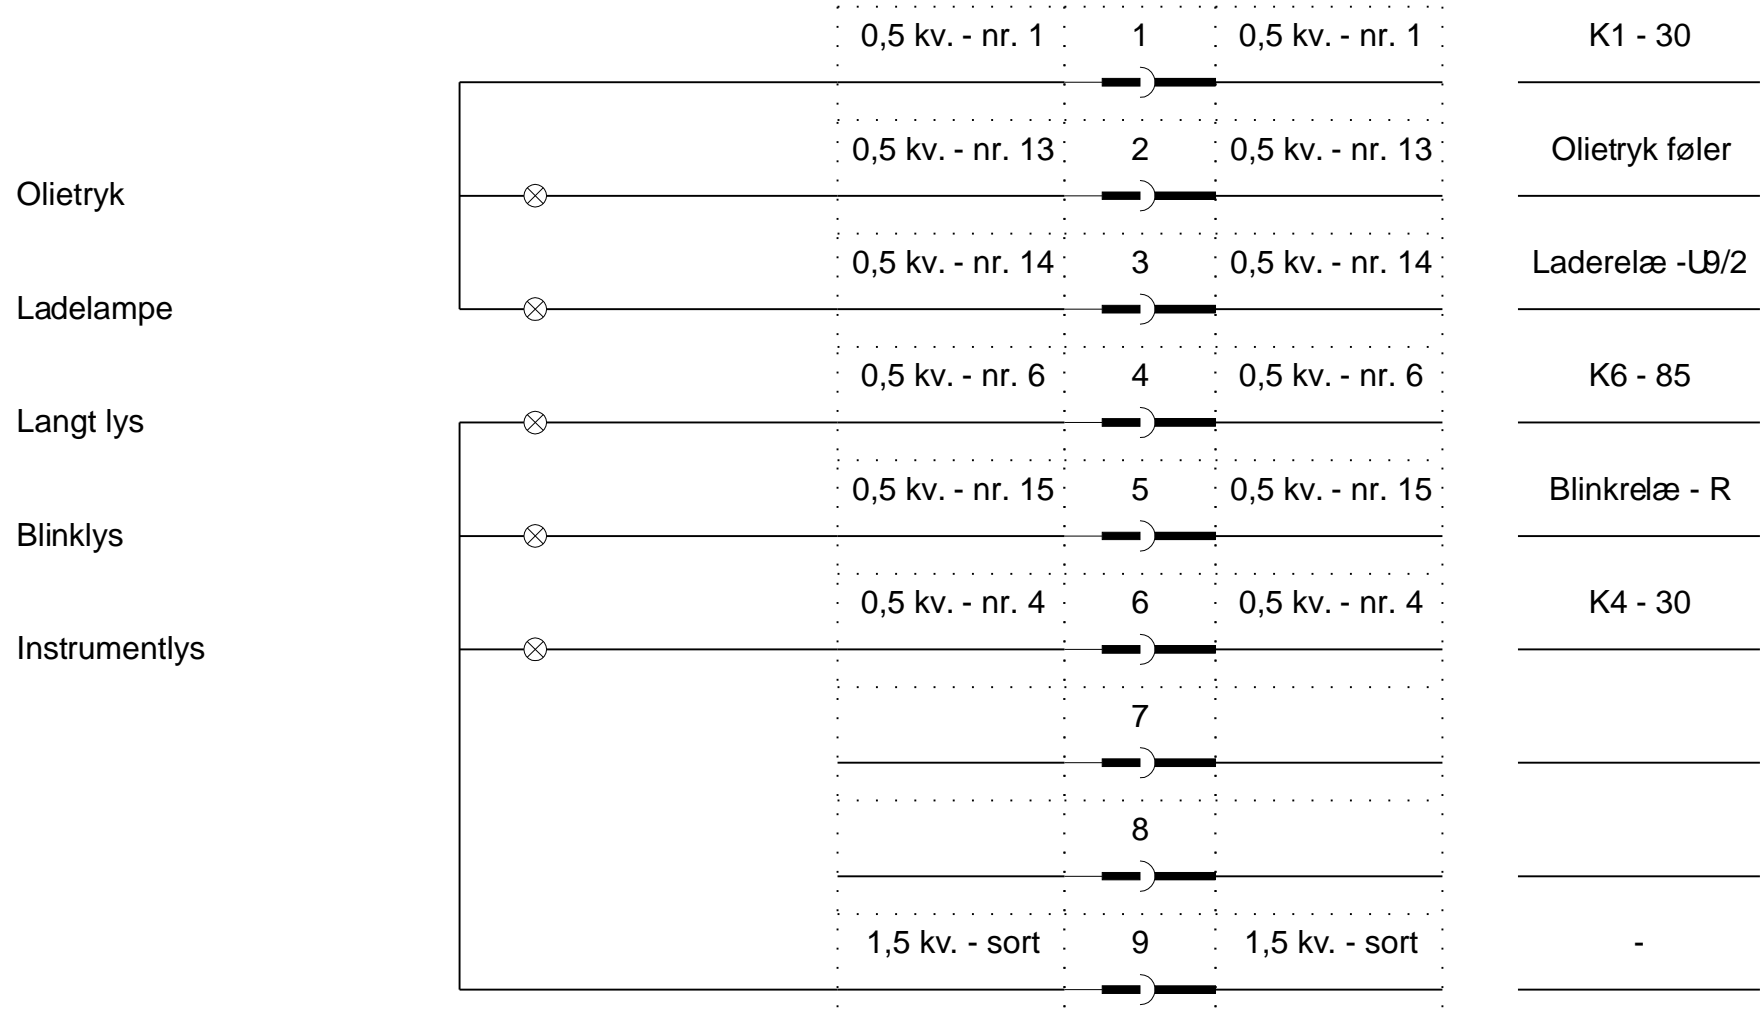 0,5 kv. - nr. 1 1 0,5 kv. - nr. 1 K1 - 30
0,5 kv. - nr. 13 2 0,5 kv. - nr. 13 Olietryk føler
Olietryk
0,5 kv. - nr. 14 3 0,5 kv. - nr. 14 Laderelæ -U9/2
Ladelampe
0,5 kv. - nr. 6 4 0,5 kv. - nr. 6 K6 - 85
Langt lys
0,5 kv. - nr. 15 5 0,5 kv. - nr. 15 Blinkrelæ - R
Blinklys
0,5 kv. - nr. 4 6 0,5 kv. - nr. 4 K4 - 30
Instrumentlys
7
8
1,5 kv. - sort 9 1,5 kv. - sort -